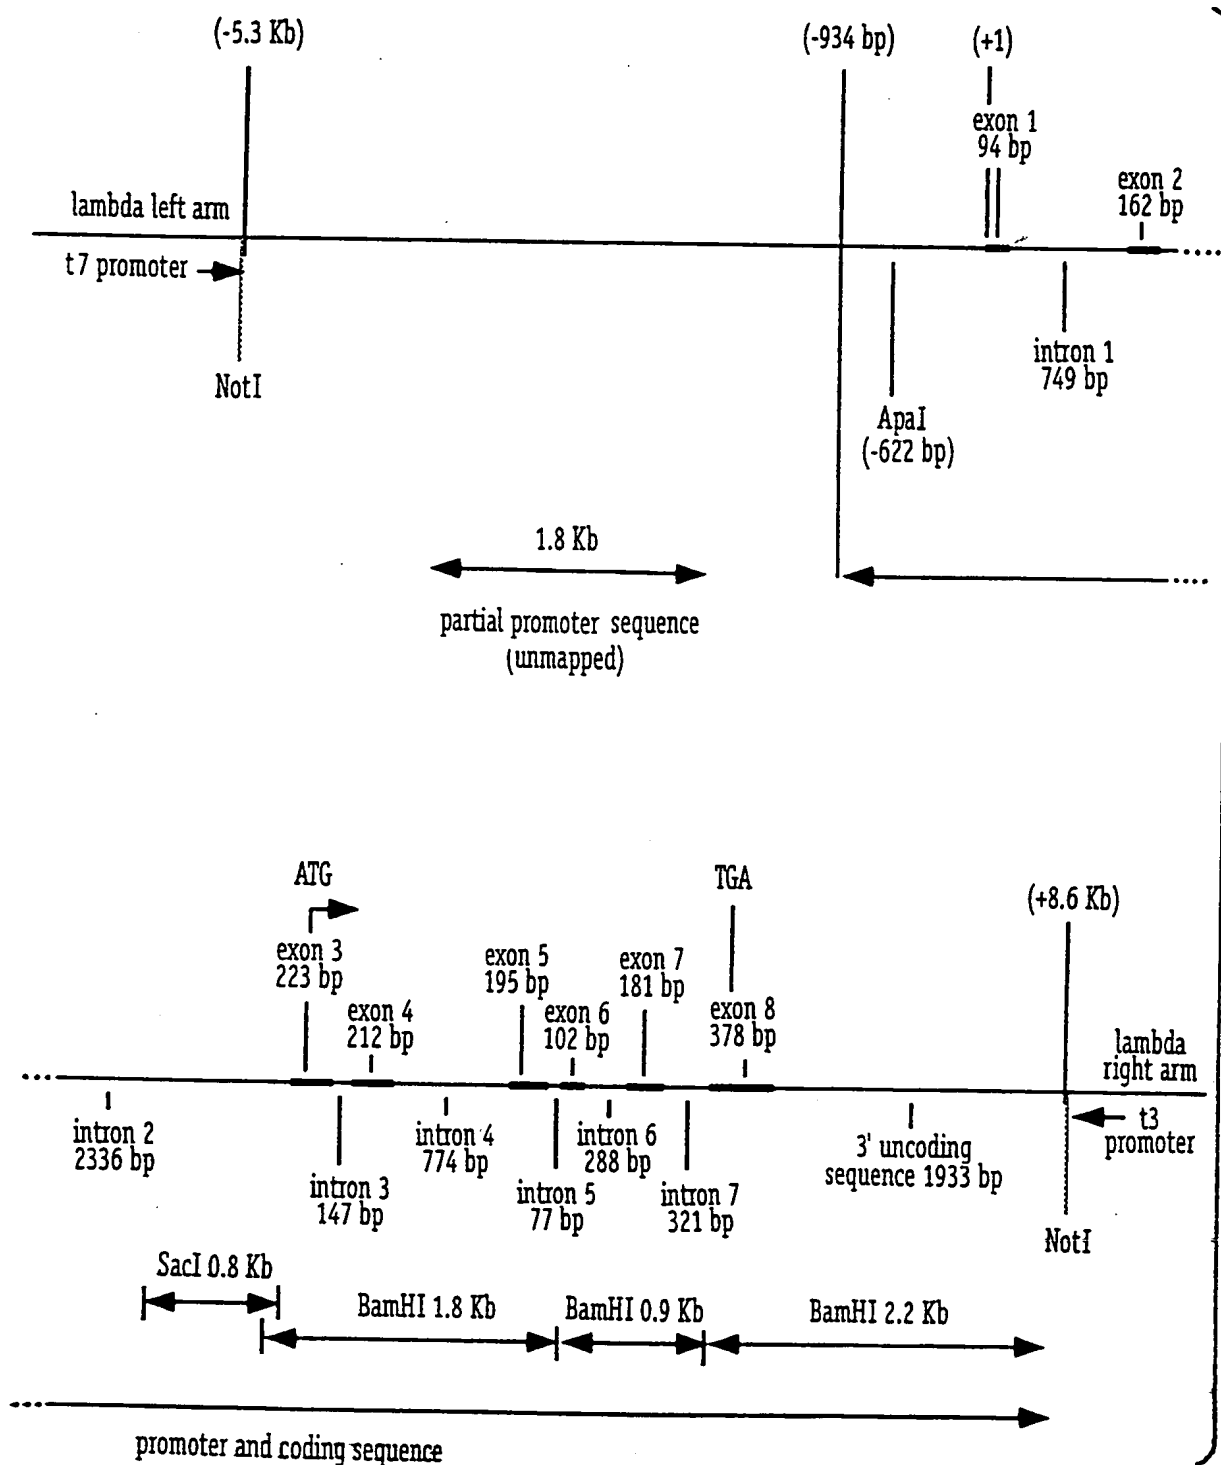 (-5.3 Kb)
(-934 bp)
(+1)
exon 1
94 bp
exon 2
162 bp
lambda left arm
t7 promoter
NotI
intron 1
749 bp
ApaI
(-622 bp)
1.8 Kb
partial promoter sequence
(unmapped)
ATG
TGA
(+8.6 Kb)
exon 3
223 bp
exon 4
212 bp
exon 5
195 bp
exon 6
102 bp
exon 7
181 bp
exon 8
378 bp
lambda
right arm
intron 2
2336 bp
intron 3
147 bp
intron 4
774 bp
intron 5
77 bp
intron 6
288 bp
intron 7
321 bp
3' uncoding
sequence 1933 bp
t3
promoter
NotI
SacI 0.8 Kb
BamHI 1.8 Kb
BamHI 0.9 Kb
BamHI 2.2 Kb
promoter and coding sequence